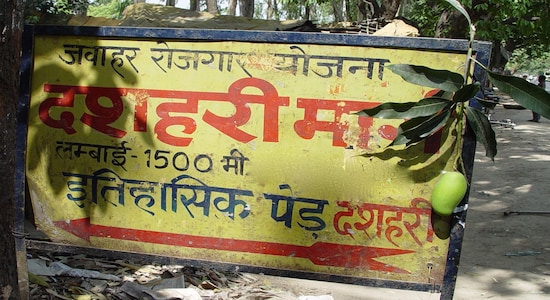 जवाहर रोजगार योजना
दशहरी मार्ग
लम्बाई-1500 मी
इतिहासिक पेड़ दशहरी